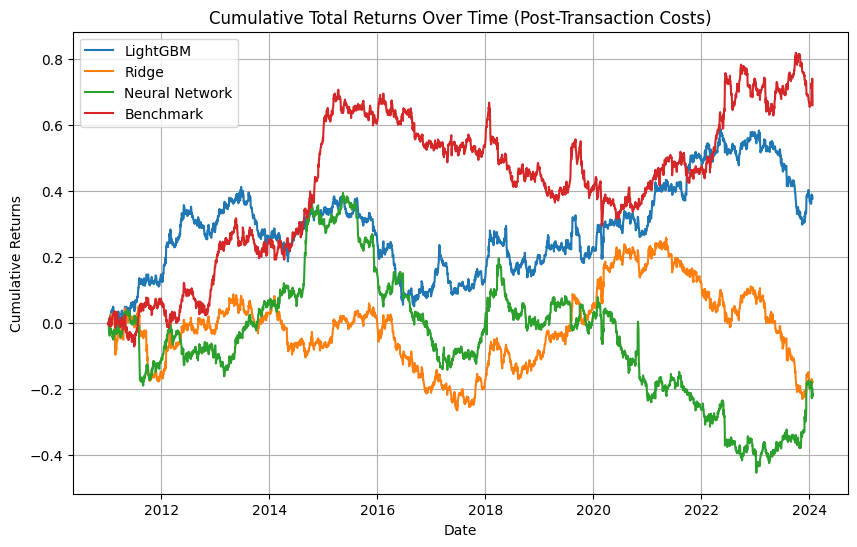 Cumulative Total Returns Over Time (Post-Transaction Costs)
LightGBM
Ridge
Neural Network
Benchmark
Cumulative Returns
0.8
0.6
0.4
0.2
0.0
−0.2
−0.4
2012 2014 2016 2018 2020 2022 2024
Date